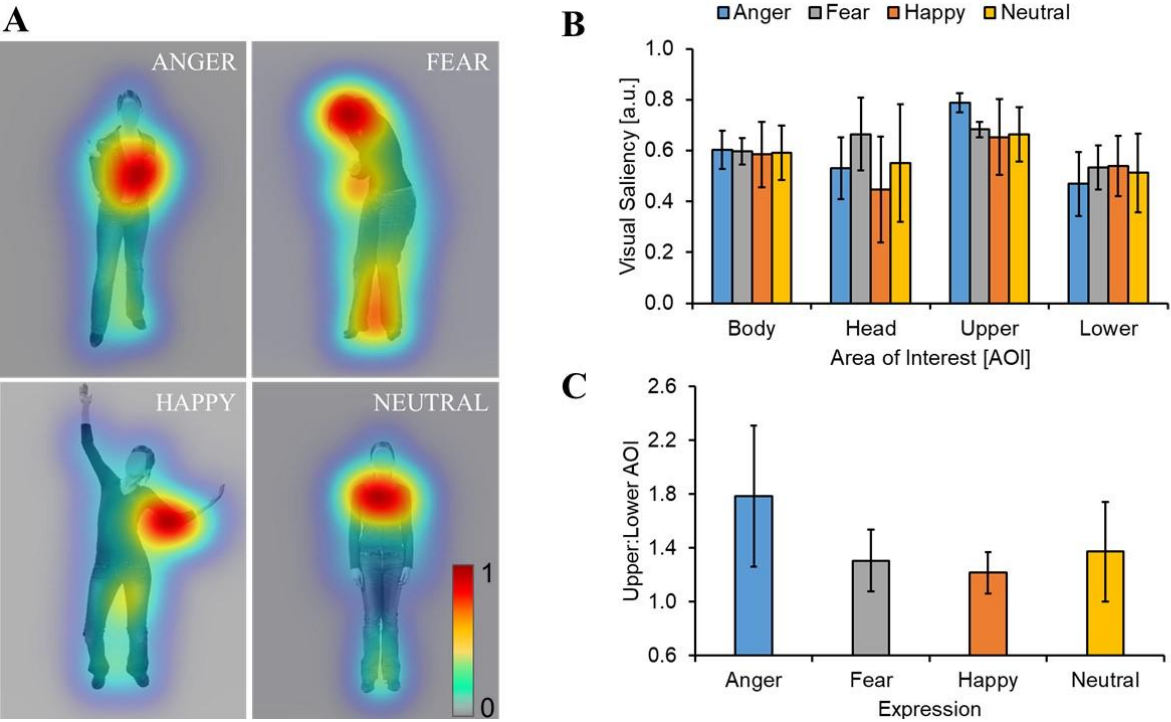 A
ANGER
FEAR
HAPPY
NEUTRAL
1
0
B
Anger Fear Happy Neutral
Visual Saliency [a.u.]
1.0
0.8
0.6
0.4
0.2
0.0
Body Head Upper Lower
Area of Interest [AOI]
C
Upper:Lower AOI
2.6
2.2
1.8
1.4
1.0
0.6
Anger Fear Happy Neutral
Expression